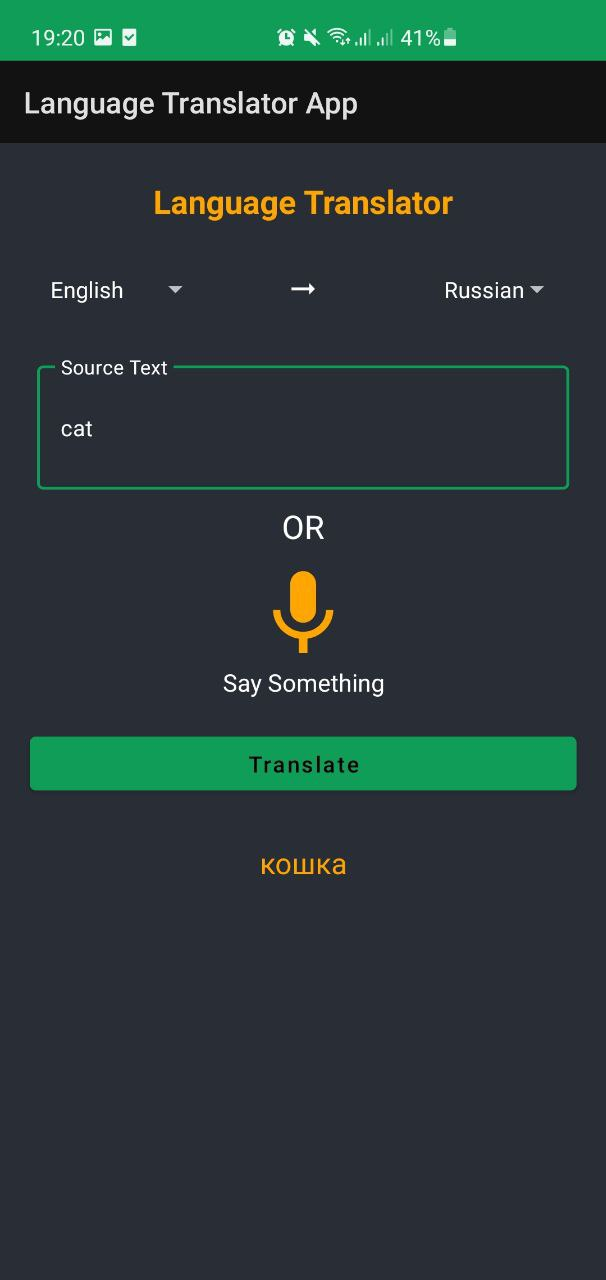 19:20 41%
Language Translator App
Language Translator
English → Russian
Source Text
cat
OR
Say Something
Translate
кошка